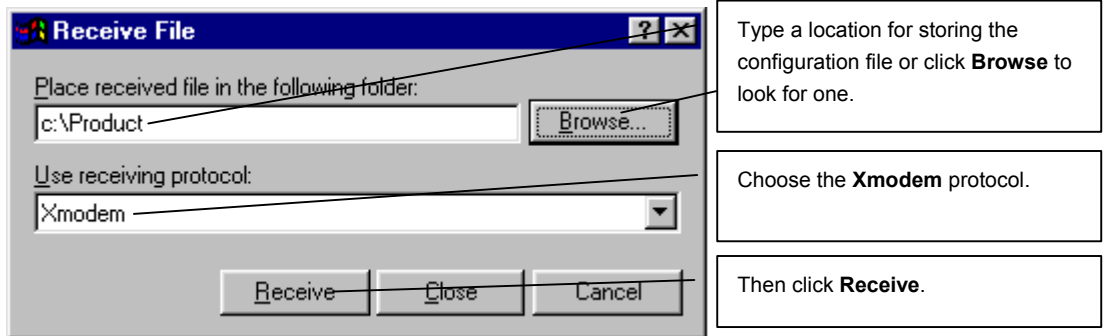 Receive File
Place received file in the following folder:
c:\Product
Browse...
Use receiving protocol:
Xmodem
Receive
Close
Cancel
Type a location for storing the
configuration file or click Browse to
look for one.
Choose the Xmodem protocol.
Then click Receive.